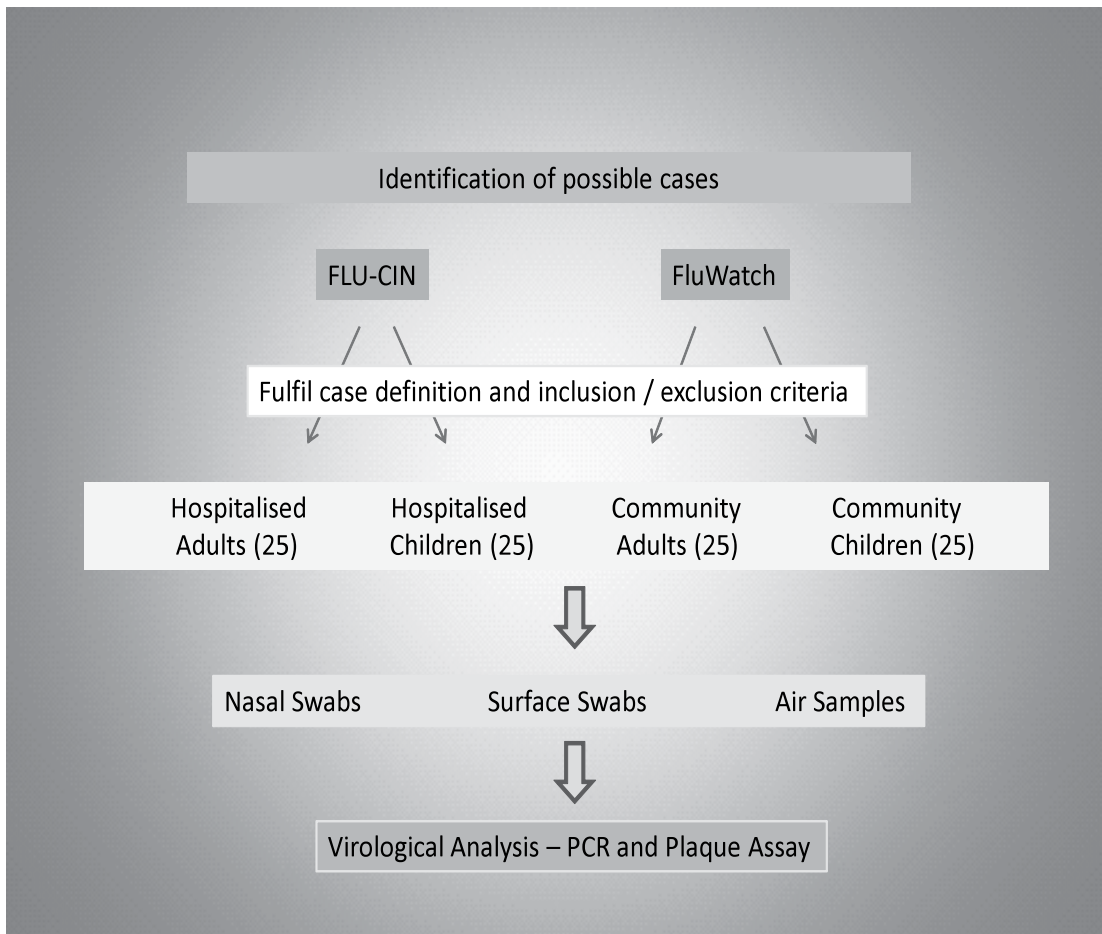 Identification of possible cases
FLU-CIN
FluWatch
Fulfil case definition and inclusion / exclusion criteria
Hospitalised
Adults (25)
Hospitalised
Children (25)
Community
Adults (25)
Community
Children (25)
Nasal Swabs
Surface Swabs
Air Samples
Virological Analysis – PCR and Plaque Assay